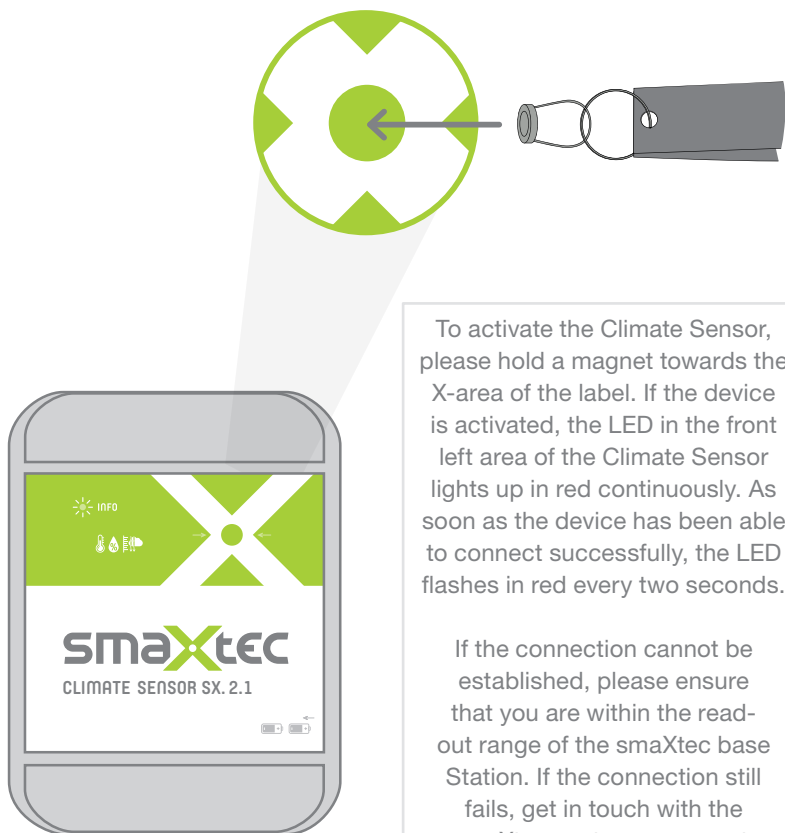 To activate the Climate Sensor,
please hold a magnet towards the
X-area of the label. If the device
is activated, the LED in the front
left area of the Climate Sensor
lights up in red continuously. As
soon as the device has been able
to connect successfully, the LED
flashes in red every two seconds.
If the connection cannot be
established, please ensure
that you are within the read-
out range of the smaXtec base
Station. If the connection still
fails, get in touch with the
INFO
smaXtec
CLIMATE SENSOR SX.2.1